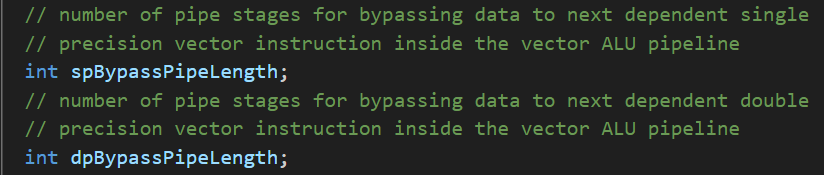 // number of pipe stages for bypassing data to next dependent single
// precision vector instruction inside the vector ALU pipeline
int spBypassPipeLength;
// number of pipe stages for bypassing data to next dependent double
// precision vector instruction inside the vector ALU pipeline
int dpBypassPipeLength;